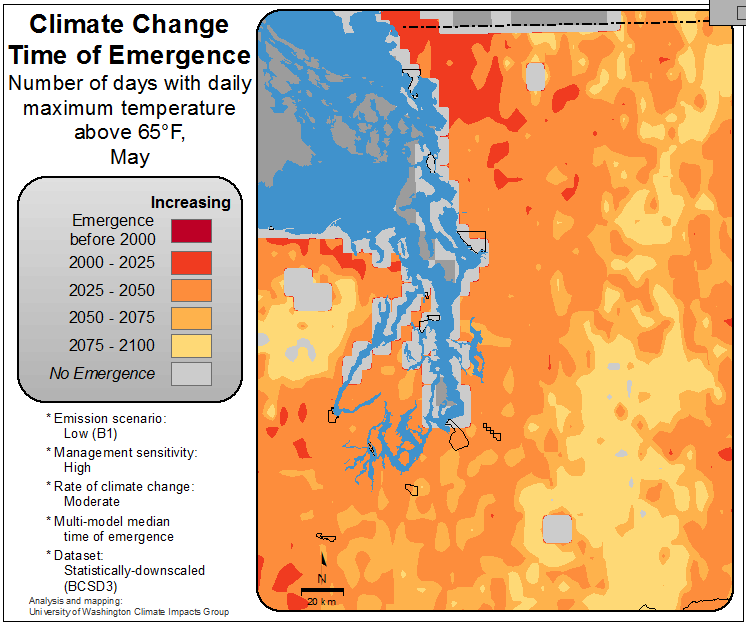 Climate Change
Time of Emergence
Number of days with daily
maximum temperature
above 65°F,
May
Increasing
Emergence
before 2000
2000 - 2025
2025 - 2050
2050 - 2075
2075 - 2100
No Emergence
* Emission scenario:
Low (B1)
* Management sensitivity:
High
* Rate of climate change:
Moderate
* Multi-model median
time of emergence
* Dataset:
Statistically-downscaled
(BCSD3)
Analysis and mapping:
University of Washington Climate Impacts Group
N
20 km